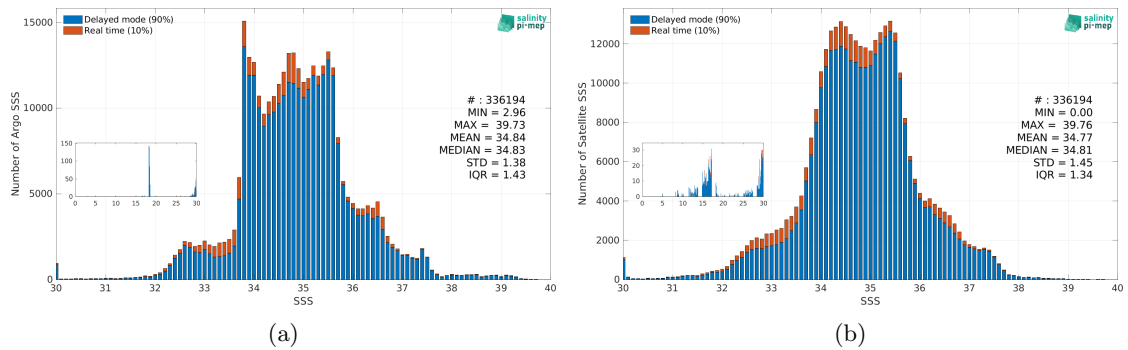 Delayed mode (90%)
Real time (10%)
salinity
pi-mep
Number of Argo SSS
15000
10000
5000
0
# : 336194
MIN = 2.96
MAX = 39.73
MEAN = 34.84
MEDIAN = 34.83
STD = 1.38
IQR = 1.43
150
100
50
0
0 5 10 15 20 25 30
30 31 32 33 34 35 36 37 38 39 40
SSS
(a)
Delayed mode (90%)
Real time (10%)
salinity
pi-mep
Number of Satellite SSS
12000
10000
8000
6000
4000
2000
0
# : 336194
MIN = 0.00
MAX = 39.76
MEAN = 34.77
MEDIAN = 34.81
STD = 1.45
IQR = 1.34
30
20
10
0
0 5 10 15 20 25 30
30 31 32 33 34 35 36 37 38 39 40
SSS
(b)